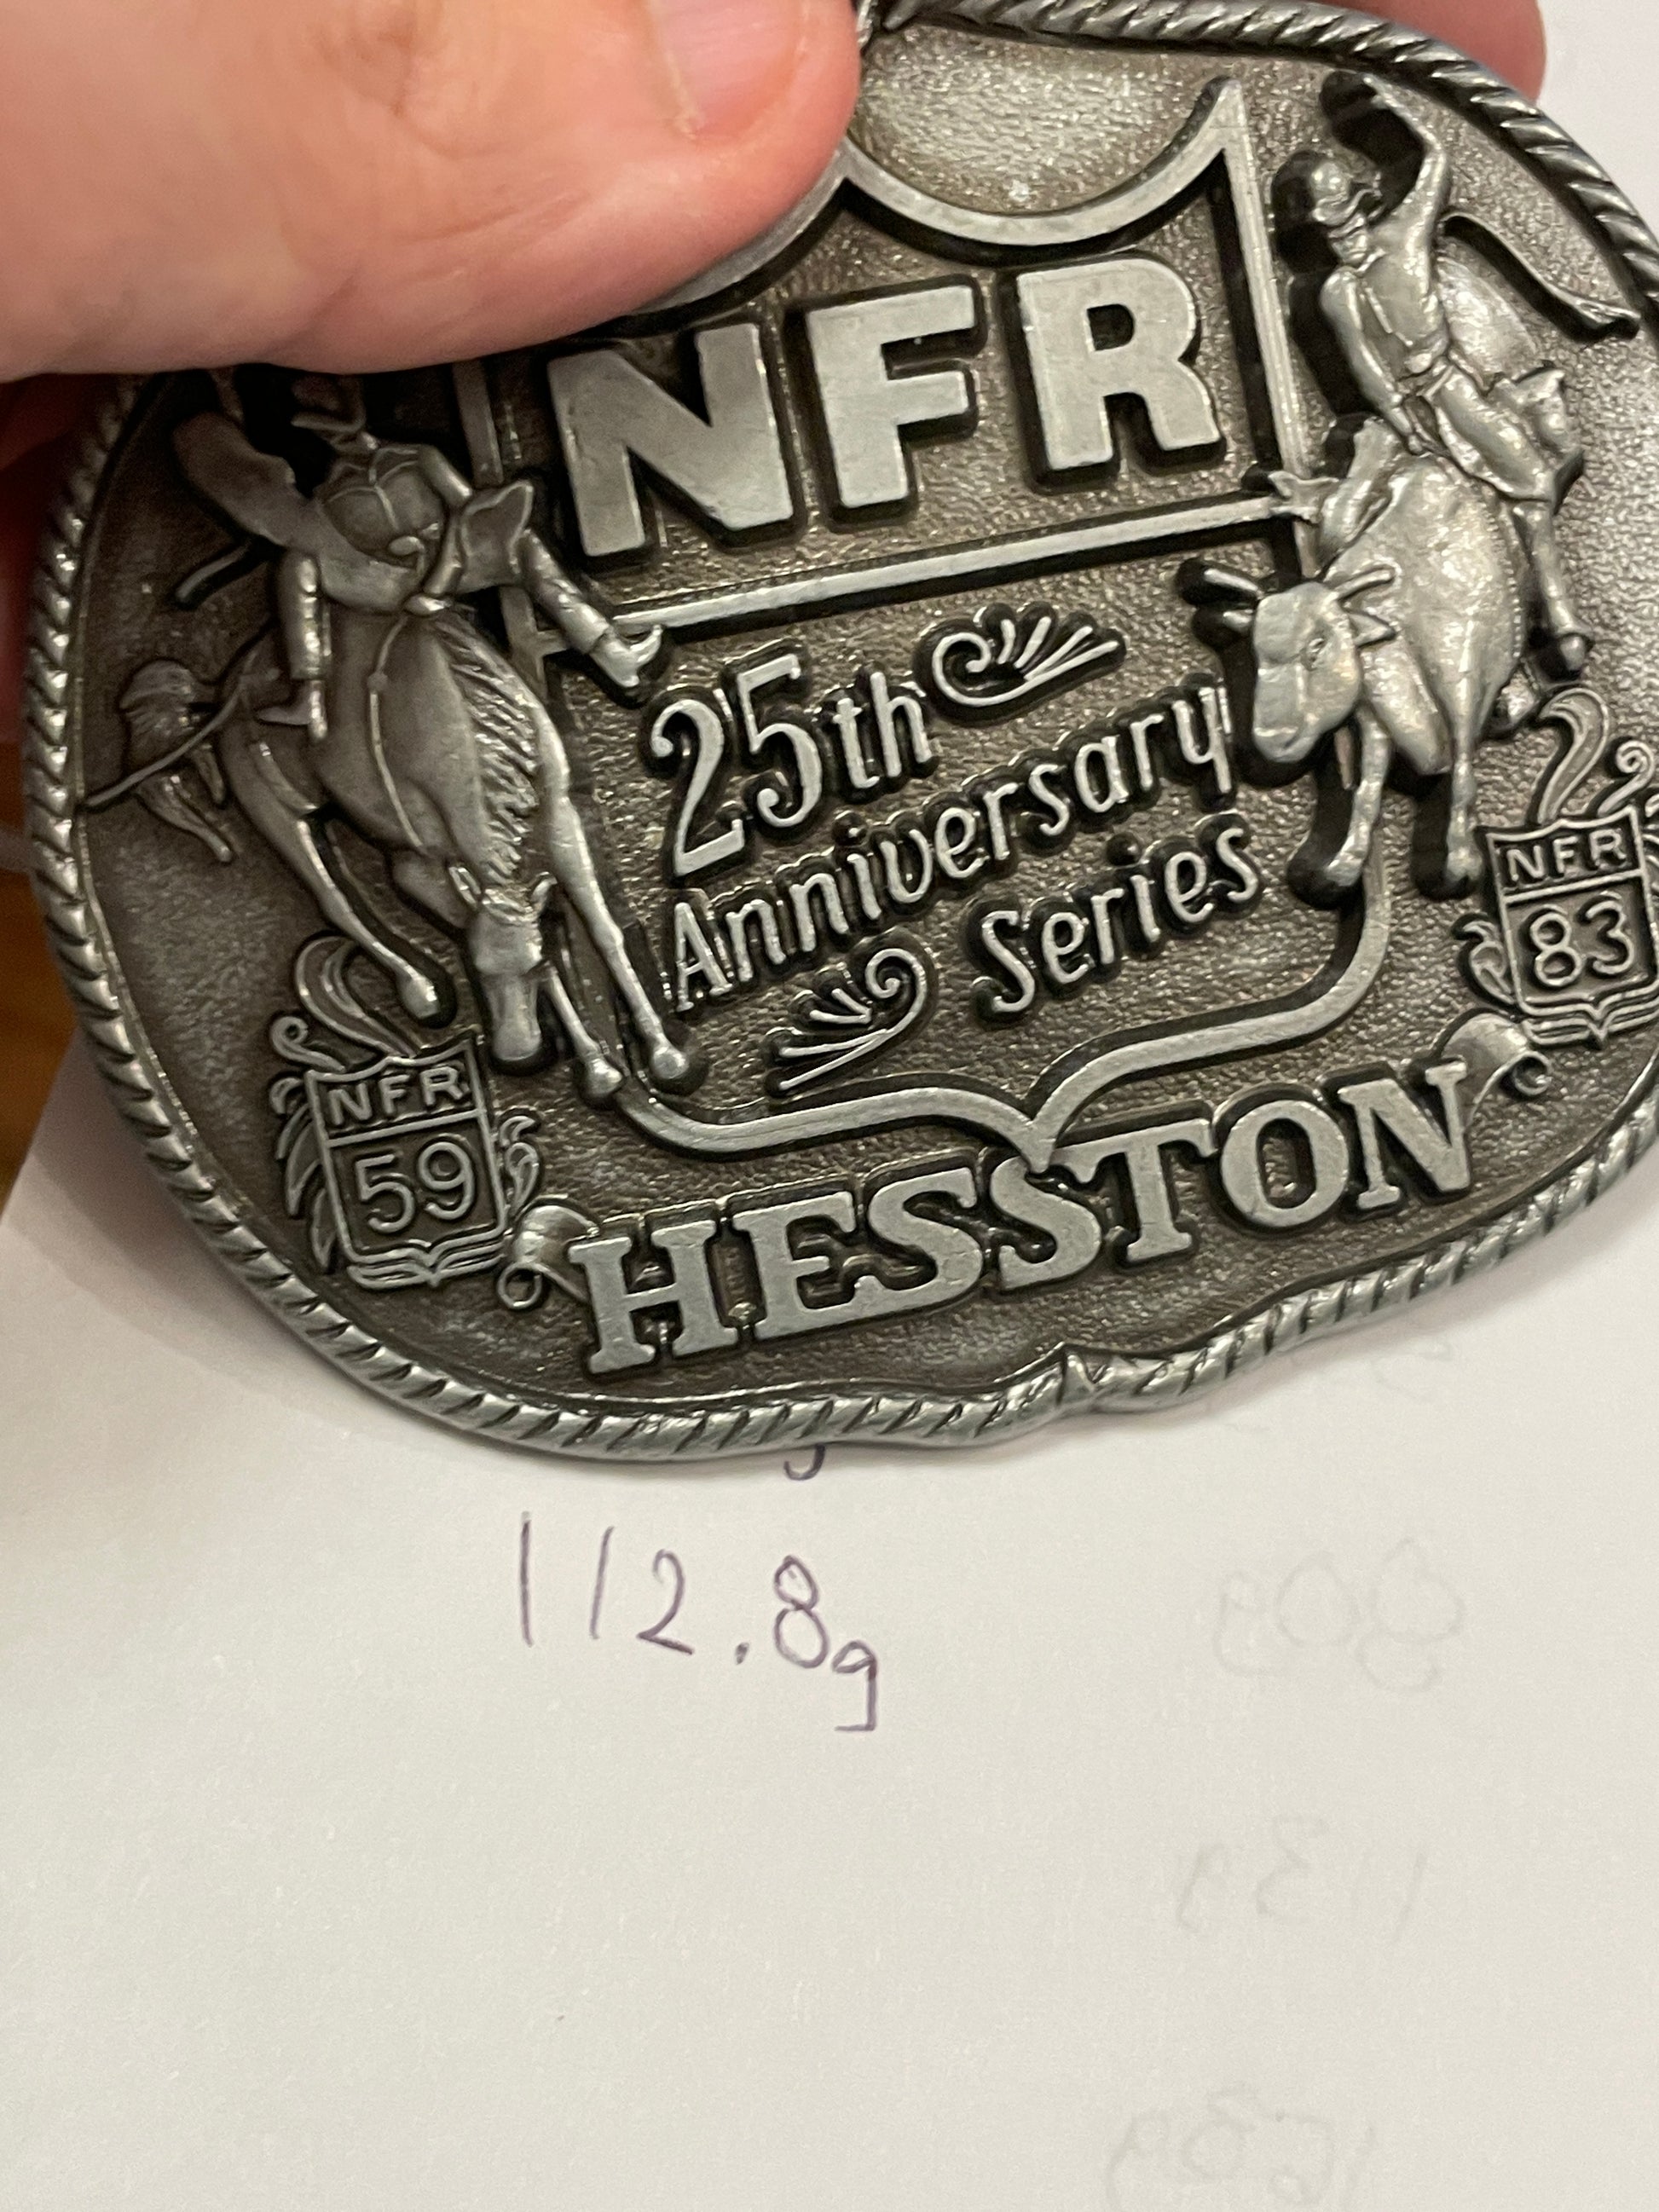 NFR
25th
Anniversary
Series
NFR
83
NFR
59
HESSTON
112.8g